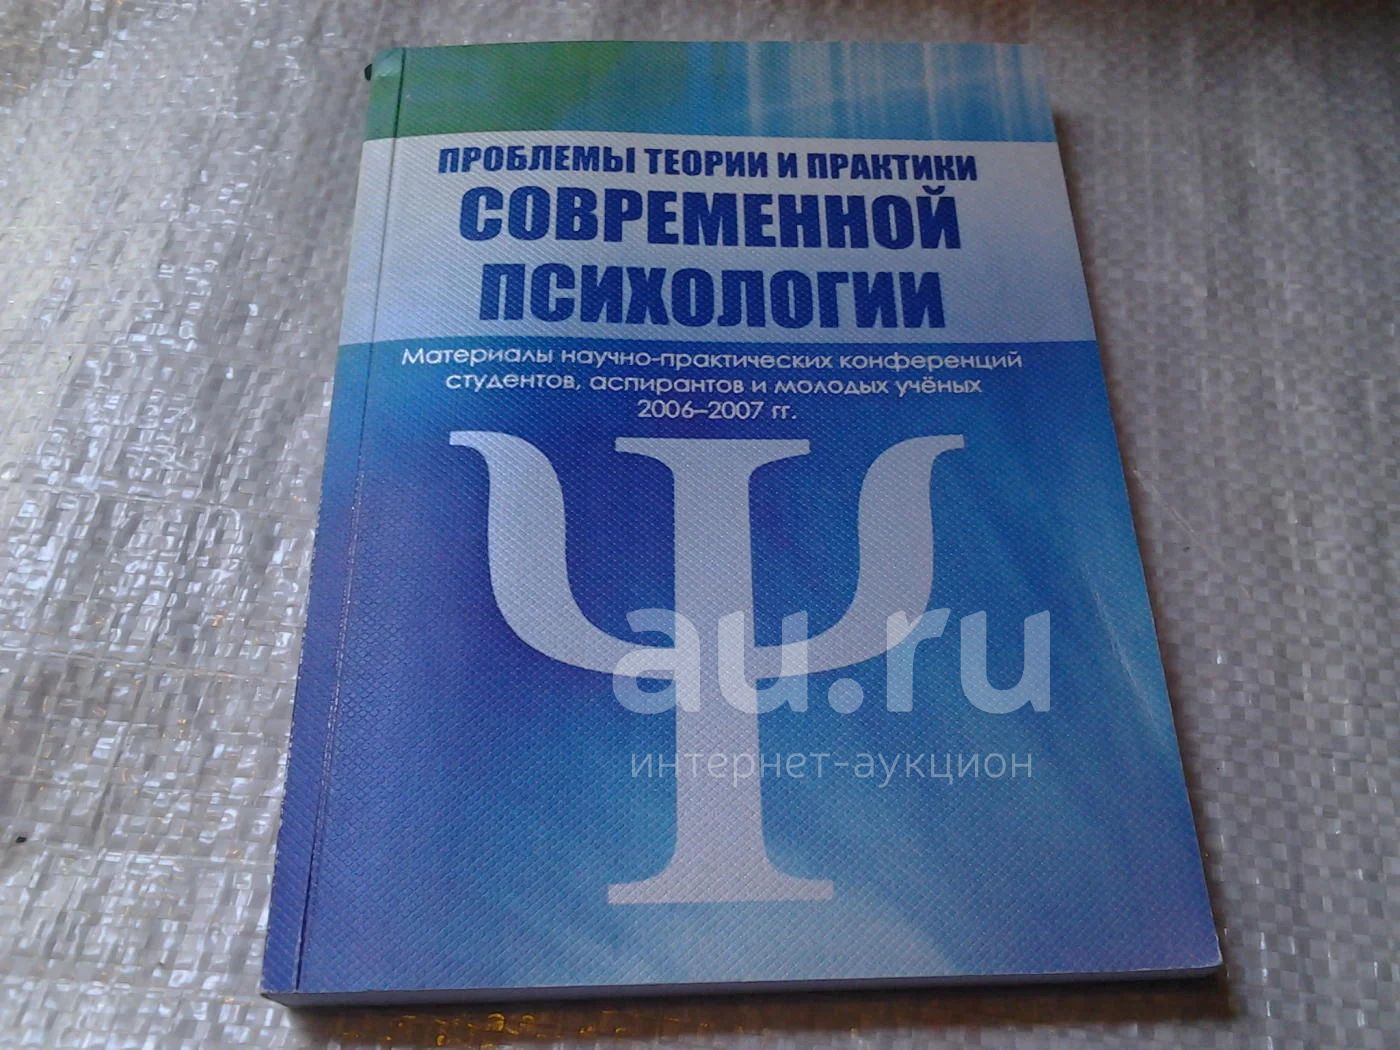 ПРОБЛЕМЫ ТЕОРИИ И ПРАКТИКИ
СОВРЕМЕННОЙ
ПСИХОЛОГИИ
Материалы научно-практических конференций
студентов, аспирантов и молодых учёных
2006–2007 гг.
Ψ
au.ru
интернет-аукцион